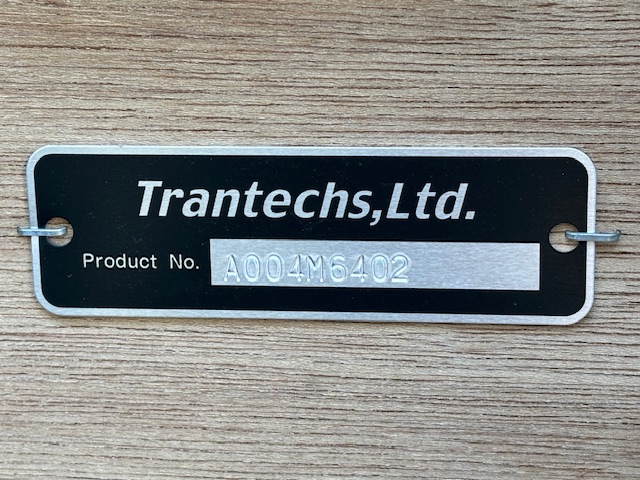 Trantechs,Ltd.
Product No. A004M6402